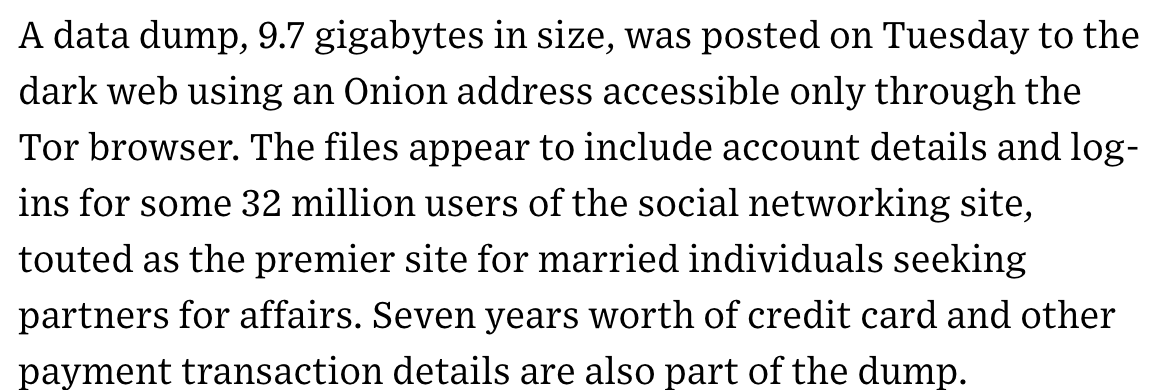 A data dump, 9.7 gigabytes in size, was posted on Tuesday to the
dark web using an Onion address accessible only through the
Tor browser. The files appear to include account details and log-
ins for some 32 million users of the social networking site,
touted as the premier site for married individuals seeking
partners for affairs. Seven years worth of credit card and other
payment transaction details are also part of the dump.